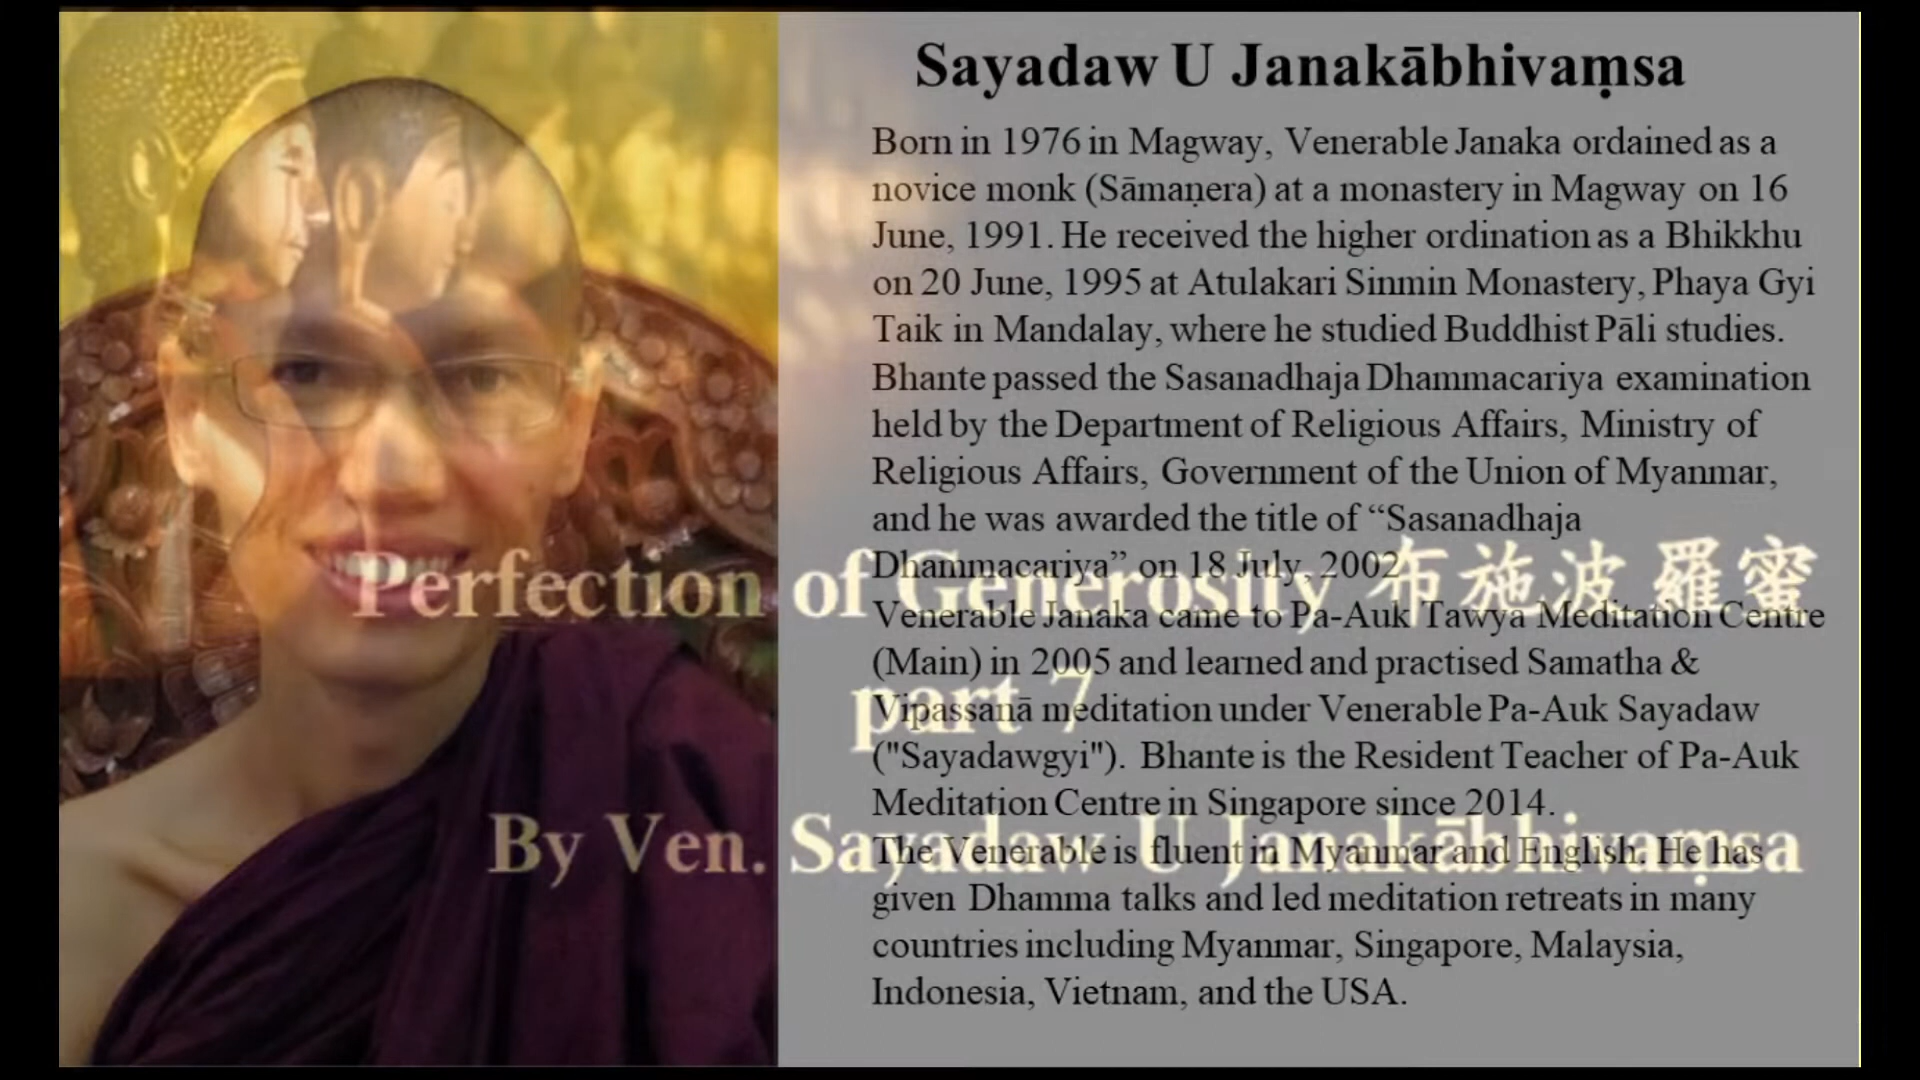 Sayadaw U Janakābhivaṃsa
Born in 1976 in Magway, Venerable Janaka ordained as a
novice monk (Sāmaṇera) at a monastery in Magway on 16
June, 1991. He received the higher ordination as a Bhikkhu
on 20 June, 1995 at Atulakari Sinmin Monastery, Phaya Gyi
Taik in Mandalay, where he studied Buddhist Pāli studies.
Bhante passed the Sasanadhaja Dhammacariya examination
held by the Department of Religious Affairs, Ministry of
Religious Affairs, Government of the Union of Myanmar,
and he was awarded the title of “Sasanadhaja
Dhammacariya” on 18 July, 2002
Perfection of Generosity 布施波羅蜜
Venerable Janaka came to Pa-Auk Tawya Meditation Centre
(Main) in 2005 and learned and practised Samatha &
part 7
Vipassanā meditation under Venerable Pa-Auk Sayadaw
("Sayadawgyi"). Bhante is the Resident Teacher of Pa-Auk
Meditation Centre in Singapore since 2014.
By Ven. Sayadaw U Janakābhivaṃsa
The Venerable is fluent in Myanmar and English. He has
given Dhamma talks and led meditation retreats in many
countries including Myanmar, Singapore, Malaysia,
Indonesia, Vietnam, and the USA.